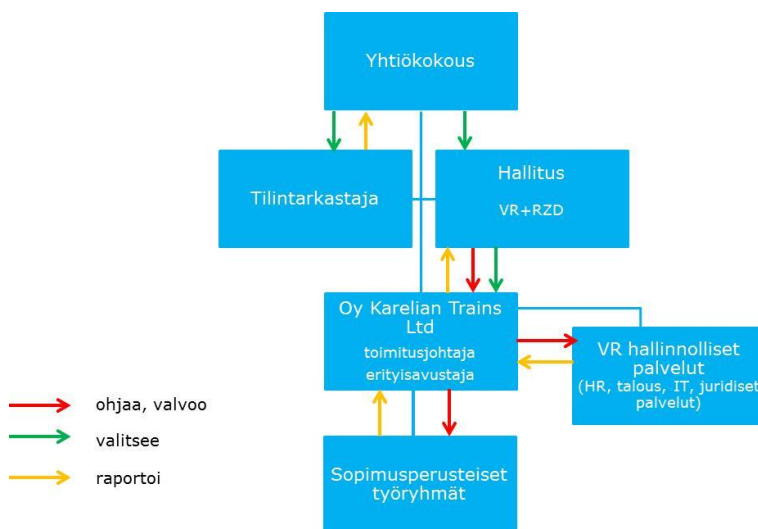 Yhtiökokous
Tilintarkastaja
Hallitus
VR+RZD
Oy Karelian Trains
Ltd
toimitusjohtaja
erityisavustaja
VR hallinnolliset
palvelut
(HR, talous, IT, juridiset
palvelut)
Sopimusperusteiset
työryhmät
ohjaa, valvoo
valitsee
raportoi